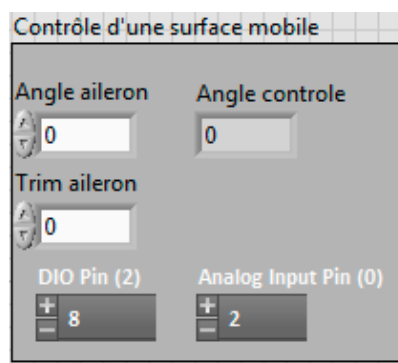 Contrôle d'une surface mobile
Angle aileron
Angle controle
0
0
Trim aileron
0
DIO Pin (2)
Analog Input Pin (0)
8
2